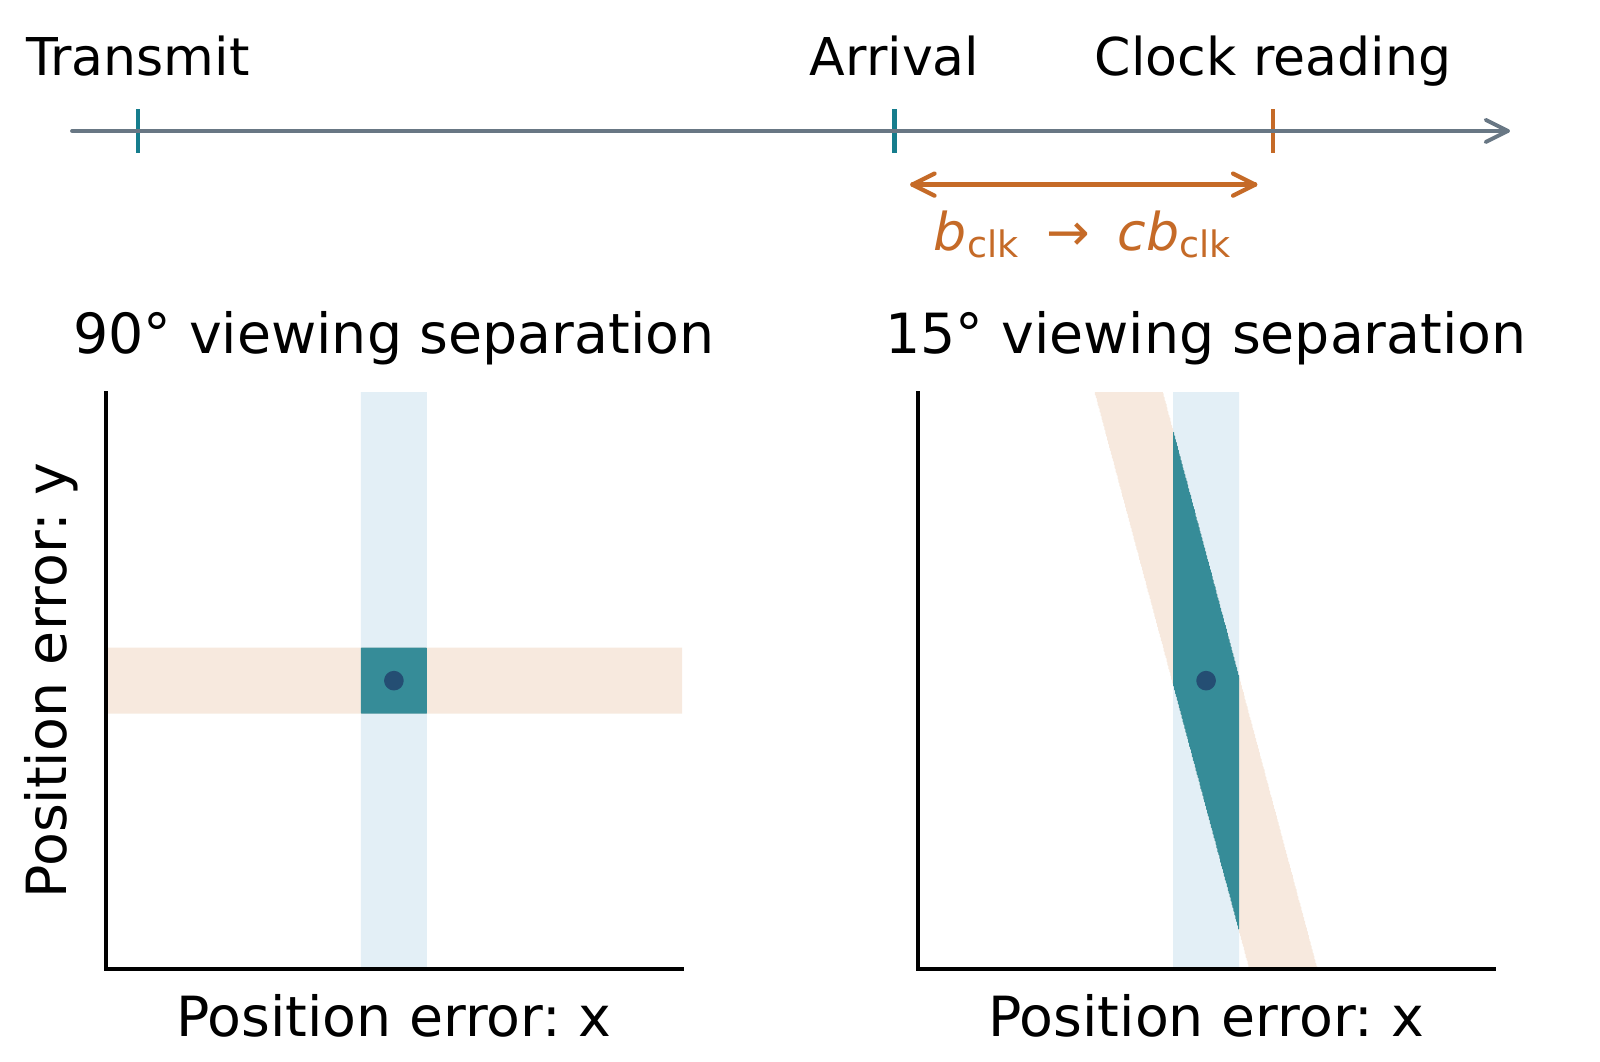 Transmit
Arrival
Clock reading
b_clk → cb_clk
90° viewing separation
15° viewing separation
Position error: y
Position error: x
Position error: x